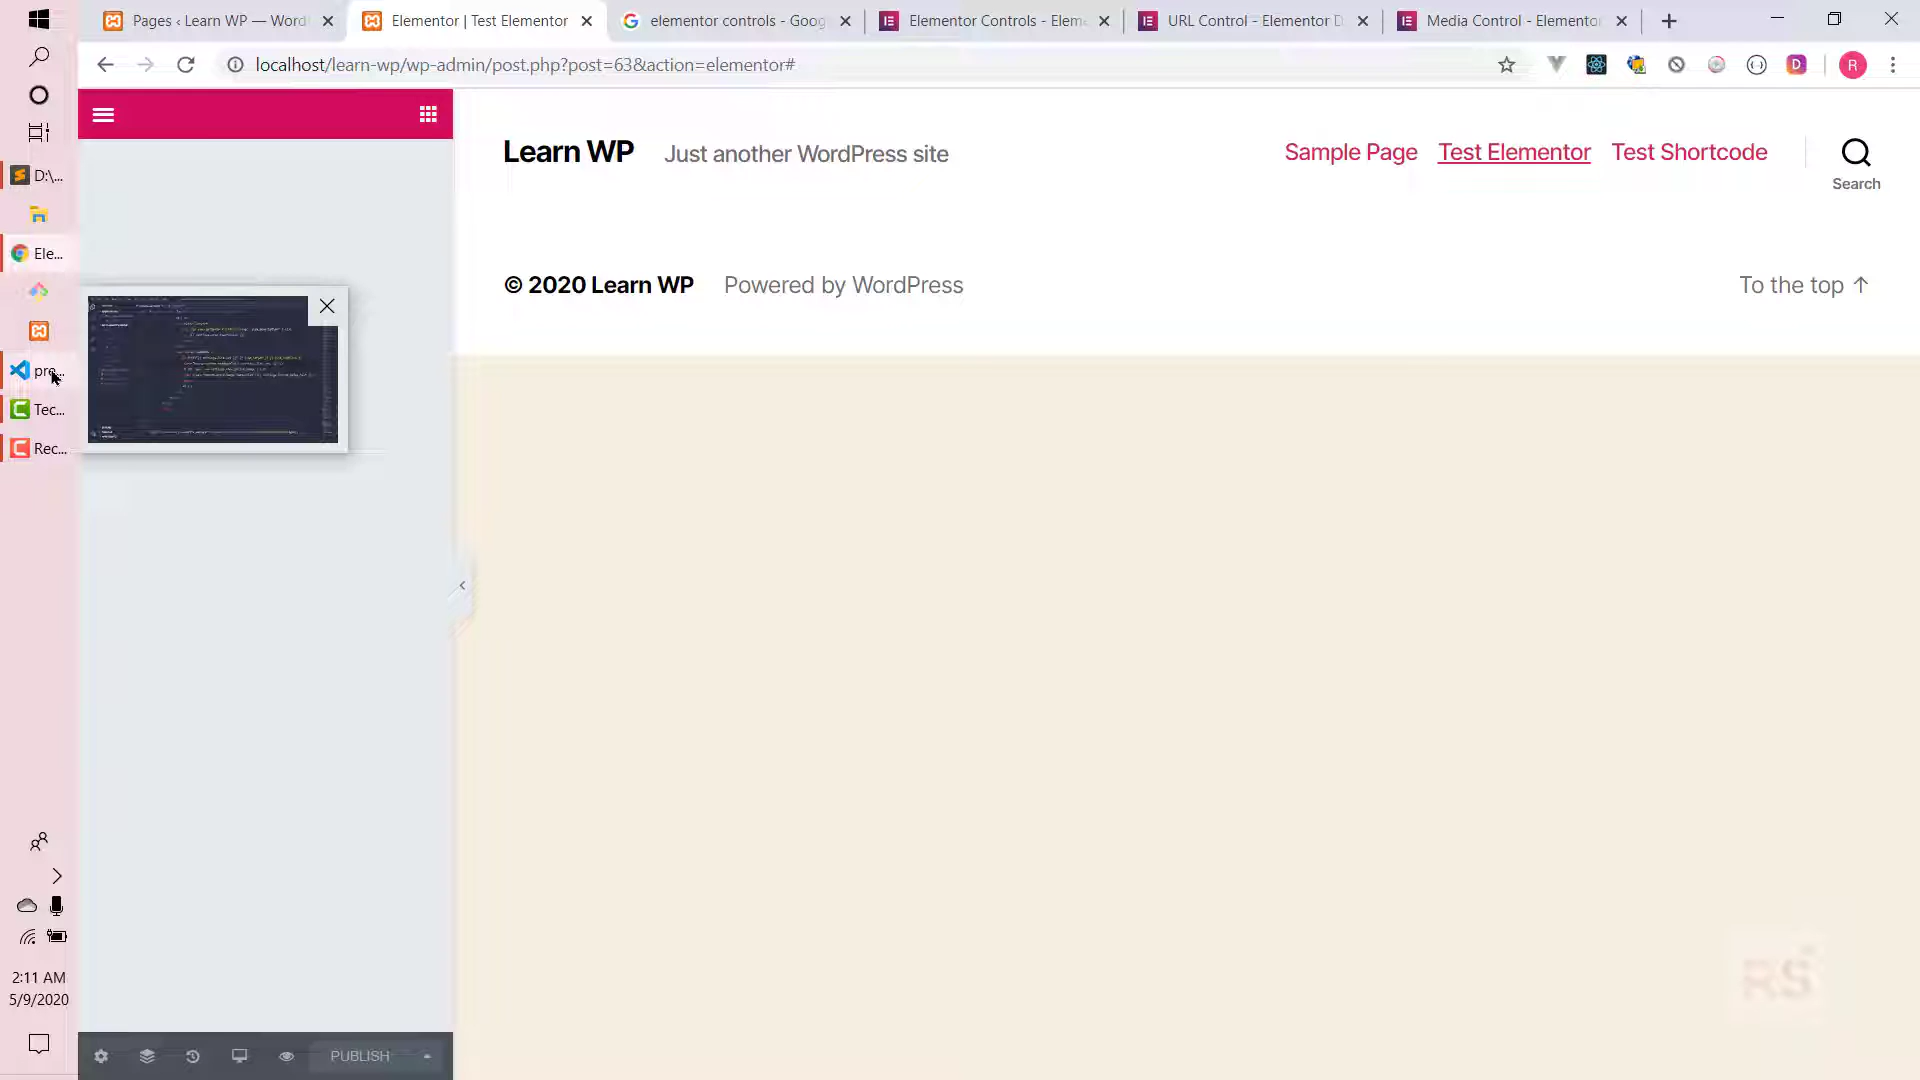 Pages ‹ Learn WP — Word
Elementor | Test Elementor
elementor controls - Goog
Elementor Controls - Elem
URL Control - Elementor D
Media Control - Elementor
localhost/learn-wp/wp-admin/post.php?post=63&action=elementor#
R
D:\...
Ele...
pro...
Tec...
Rec...
2:11 AM
5/9/2020
PUBLISH
Learn WP
Just another WordPress site
Sample Page
Test Elementor
Test Shortcode
Search
© 2020 Learn WP
Powered by WordPress
To the top ↑
RS